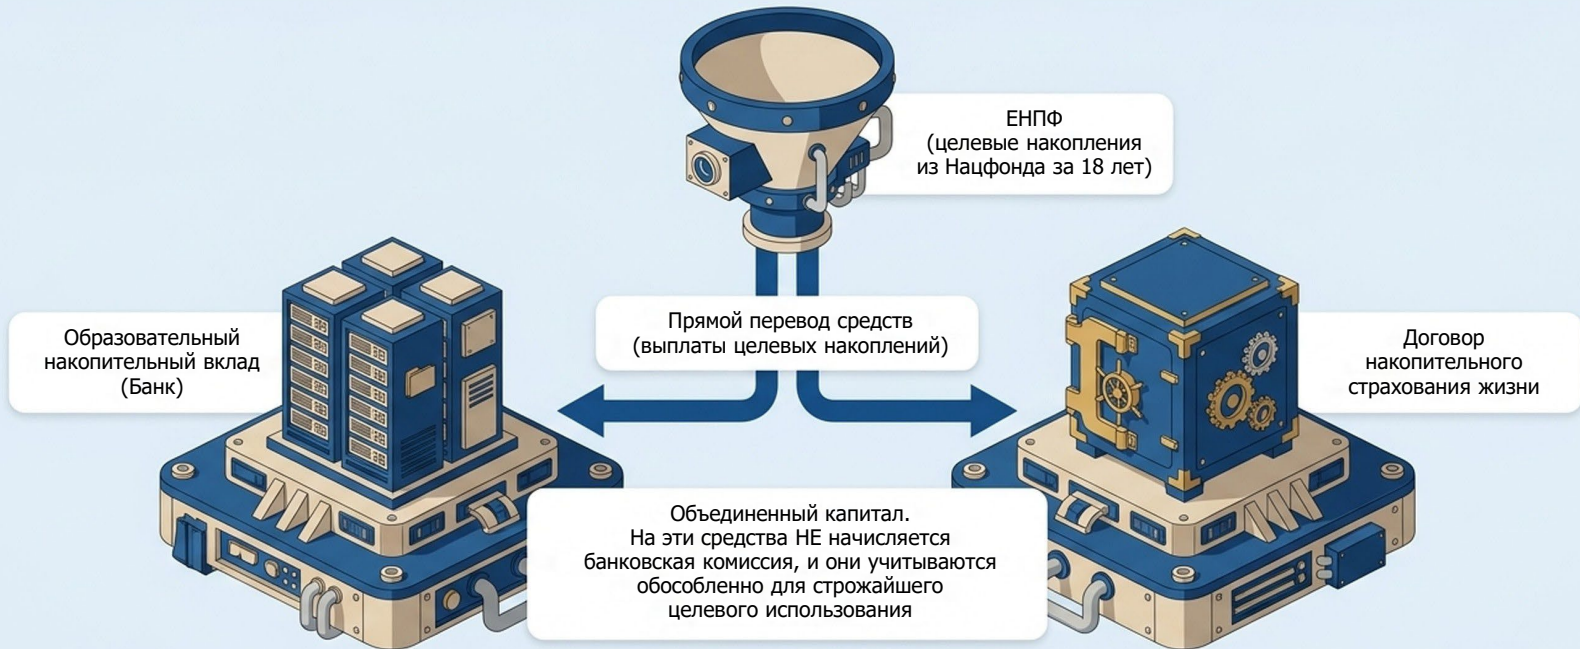 ЕНПФ
(целевые накопления
из Нацфонда за 18 лет)
Прямой перевод средств
(выплаты целевых накоплений)
Образовательный
накопительный вклад
(Банк)
Договор
накопительного
страхования жизни
Объединенный капитал.
На эти средства НЕ начисляется
банковская комиссия, и они учитываются
обособленно для строжайшего
целевого использования